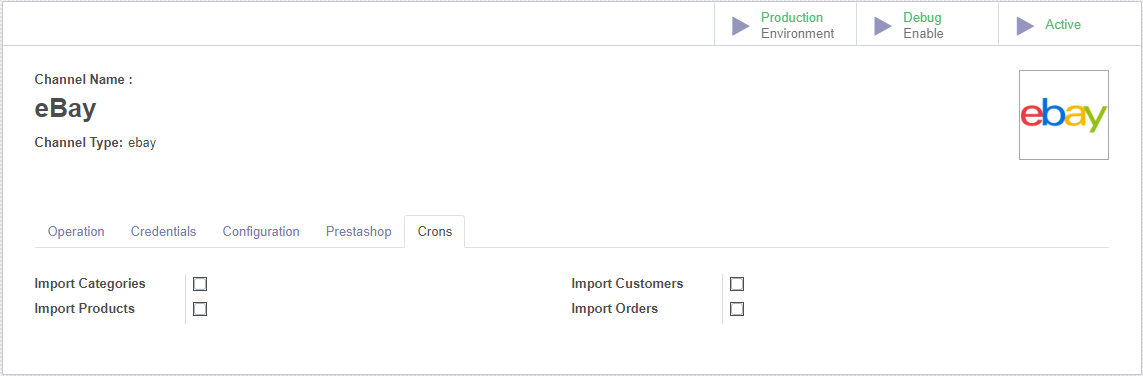 Production
Environment
Debug
Enable
Active
Channel Name :
eBay
Channel Type: ebay
ebay
Operation Credentials Configuration Prestashop Crons
Import Categories
Import Customers
Import Products
Import Orders